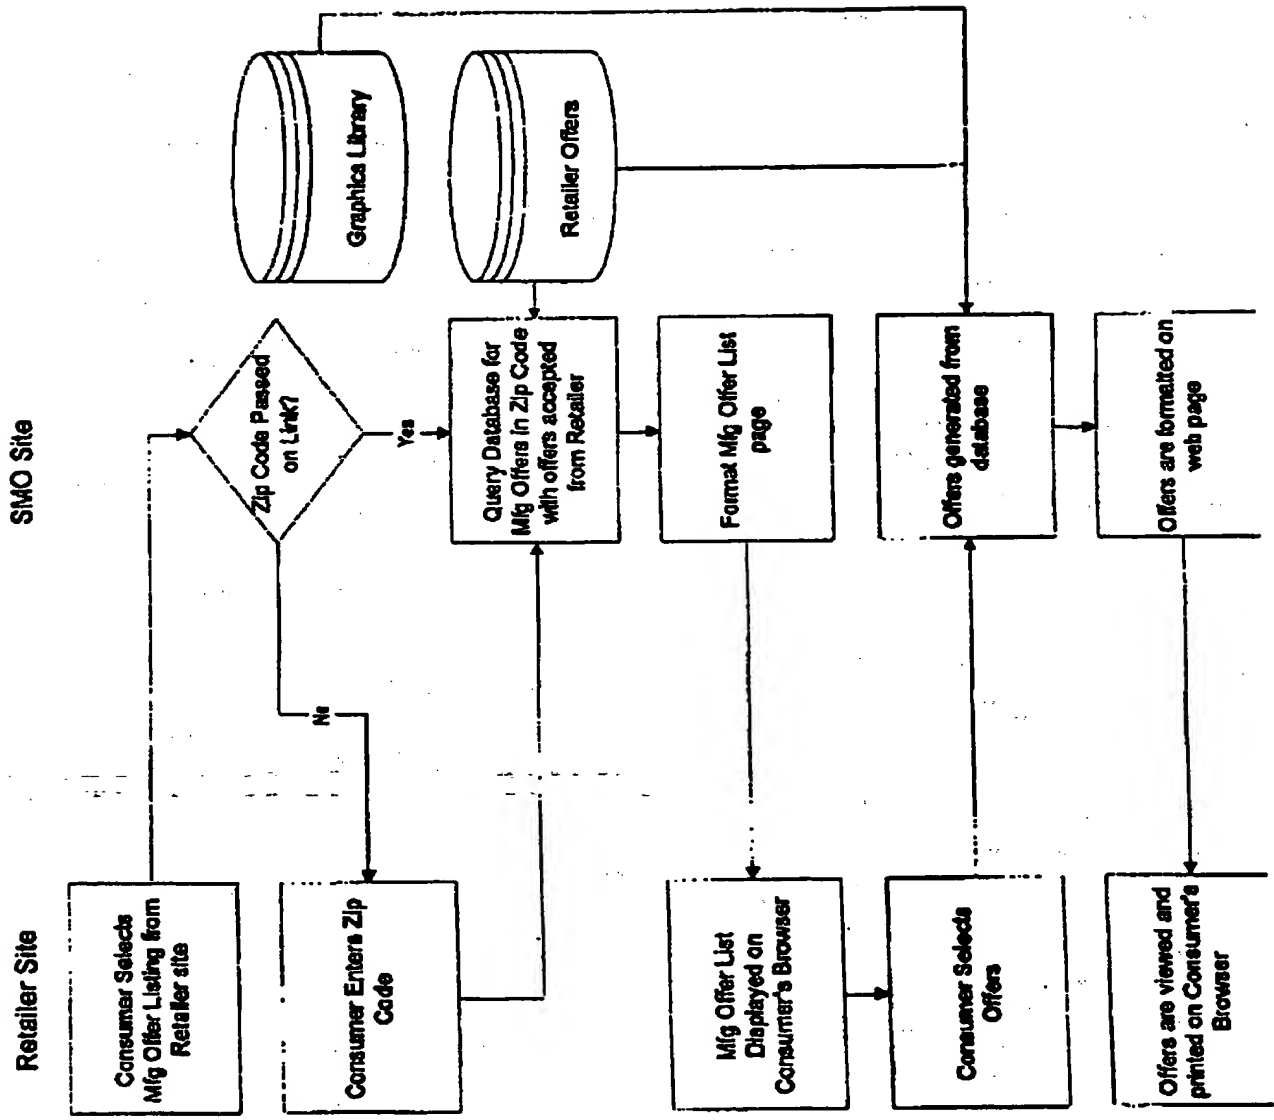 Retailer Site
SMO Site
Consumer Selects
Mfg Offer Listing from
Retailer site
Zip Code Passed
on Link?
Graphics Library
No
Yes
Consumer Enters Zip
Code
Query Database for
Mfg Offers in Zip Code
with offers accepted
from Retailer
Retailer Offers
Format Mfg Offer List
page
Mfg Offer List
Displayed on
Consumer's Browser
Consumer Selects
Offers
Offers generated from
database
Offers are formatted on
web page
Offers are viewed and
printed on Consumer's
Browser